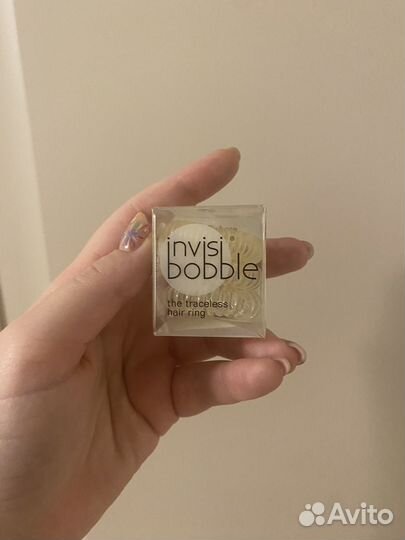 invisi
bobble
the traceless
hair ring
Avito